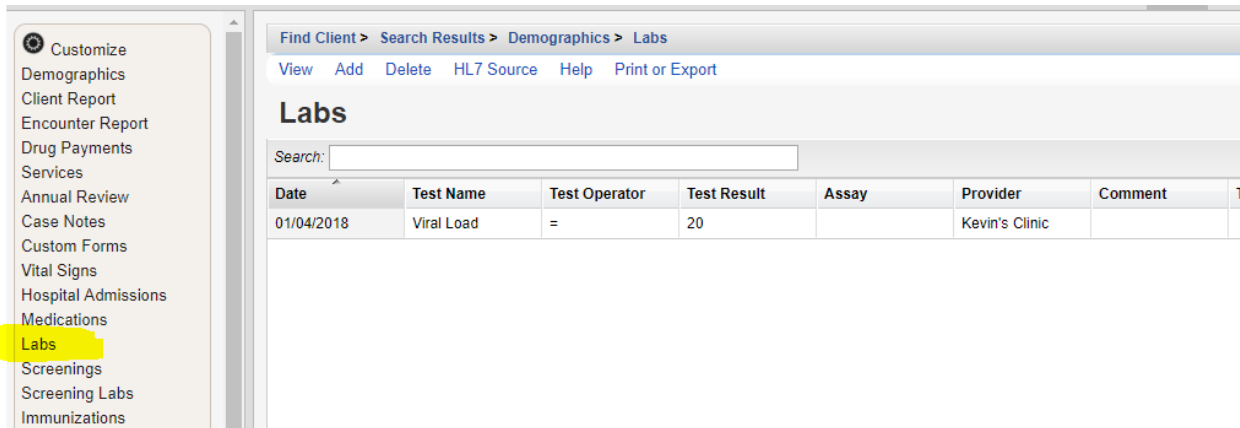 Customize
Demographics
Client Report
Encounter Report
Drug Payments
Services
Annual Review
Case Notes
Custom Forms
Vital Signs
Hospital Admissions
Medications
Labs
Screenings
Screening Labs
Immunizations
Find Client > Search Results > Demographics > Labs
View Add Delete HL7 Source Help Print or Export
Labs
Search:
Date Test Name Test Operator Test Result Assay Provider Comment T
01/04/2018 Viral Load = 20 Kevin's Clinic